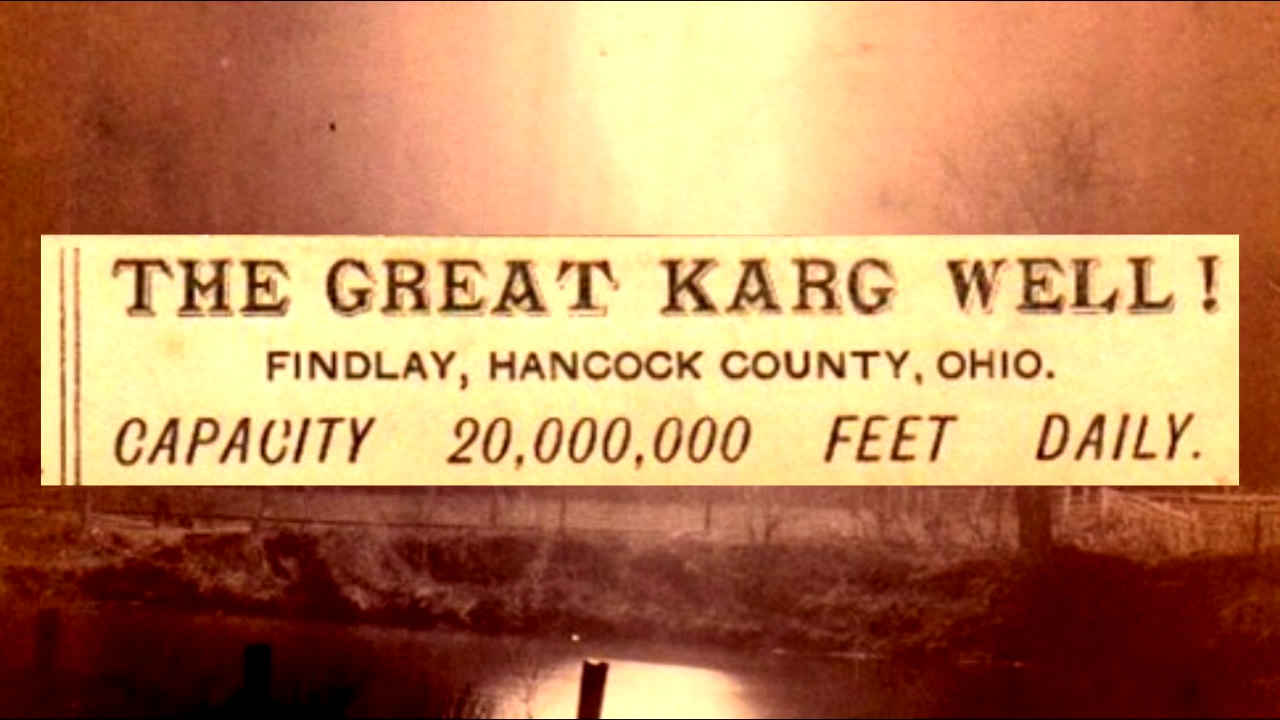 THE GREAT KARG WELL!
FINDLAY, HANCOCK COUNTY, OHIO.
CAPACITY 20,000,000 FEET DAILY.